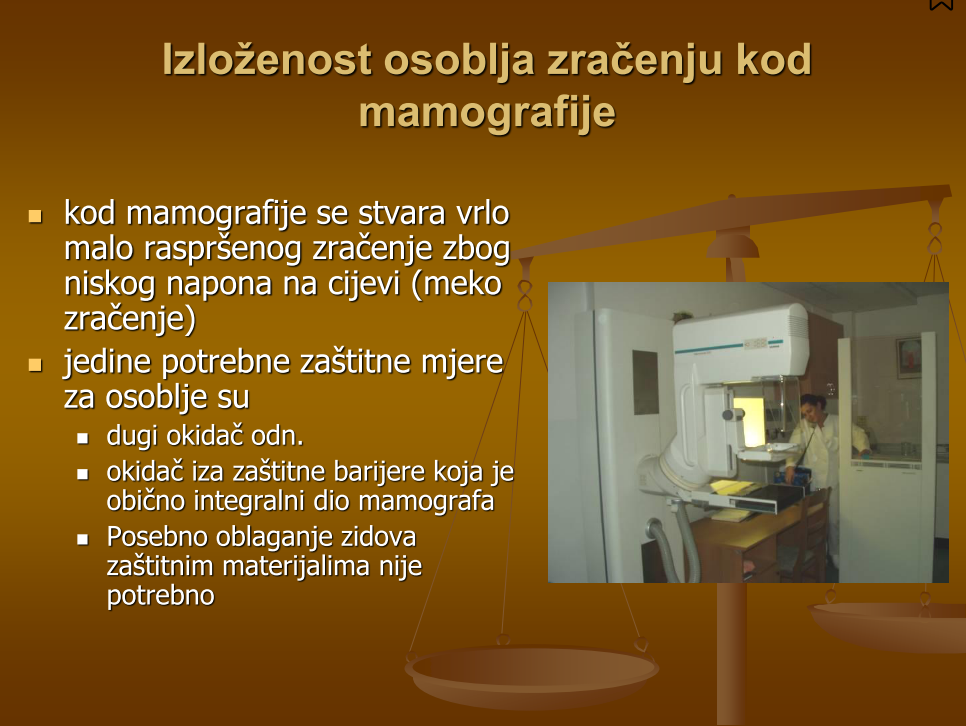 Izloženost osoblja zračenju kod
mamografije
kod mamografije se stvara vrlo
malo raspršenog zračenje zbog
niskog napona na cijevi (meko
zračenje)
jedine potrebne zaštitne mjere
za osoblje su
dugi okidač odn.
okidač iza zaštitne barijere koja je
obično integralni dio mamografa
Posebno oblaganje zidova
zaštitnim materijalima nije
potrebno